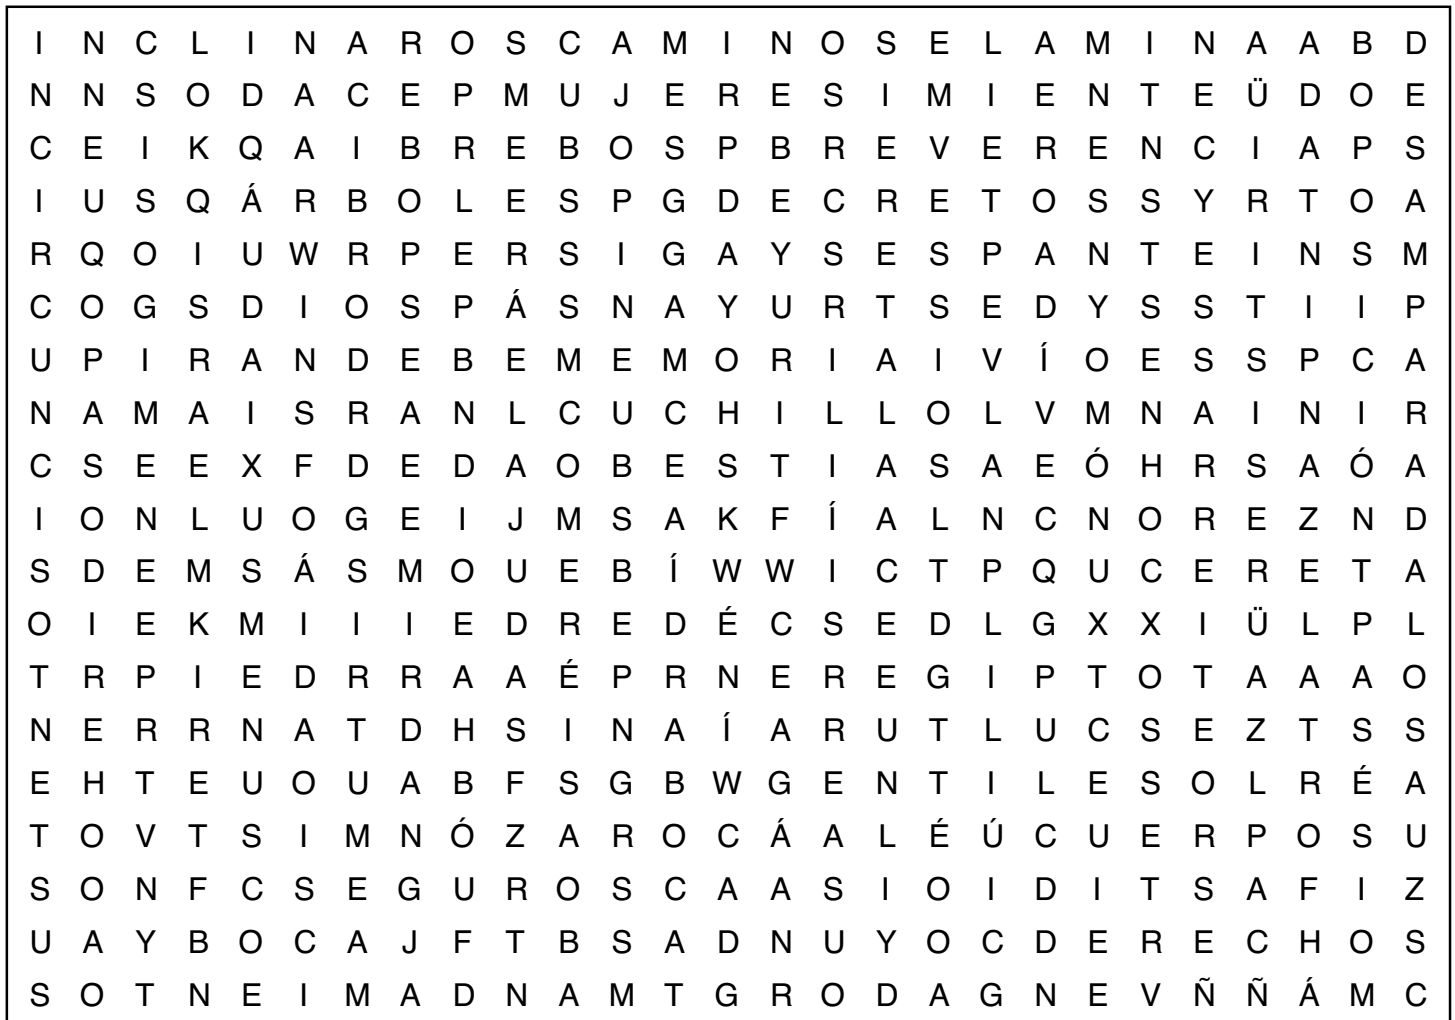 I N C L I N A R O S C A M I N O S E L A M I N A A B D
N N S O D A C E P M U J E R E S I M I E N T E Ü D O E
C E I K Q A I B R E B O S P B R E V E R E N C I A P S
I U S Q Á R B O L E S P G D E C R E T O S S Y R T O A
R Q O I U W R P E R S I G A Y S E S P A N T E I N S M
C O G S D I O S P Á S N A Y U R T S E D Y S S T I I P
U P I R A N D E B E M E M O R I A I V Í O E S S P C A
N A M A I S R A N L C U C H I L L O L V M N A I N I R
C S E E X F D E D A O B E S T I A S A E Ó H R S A Ó A
I O N L U O G E I J M S A K F Í A L N C N O R E Z N D
S D E M S Á S M O U E B Í W W I C T P Q U C E R E T A
O I E K M I I I E D R E D É C S E D L G X X I Ü L P L
T R P I E D R R A A É P R N E R E G I P T O T A A A O
N E R R N A T D H S I N A Í A R U T L U C S E Z T S S
E H T E U O U A B F S G B W G E N T I L E S O L R É A
T O V T S I M N Ó Z A R O C Á A L É Ú C U E R P O S U
S O N F C S E G U R O S C A A S I O I D I T S A F I Z
U A Y B O C A J F T B S A D N U Y O C D E R E C H O S
S O T N E I M A D N A M T G R O D A G N E V Ñ Ñ Á M C